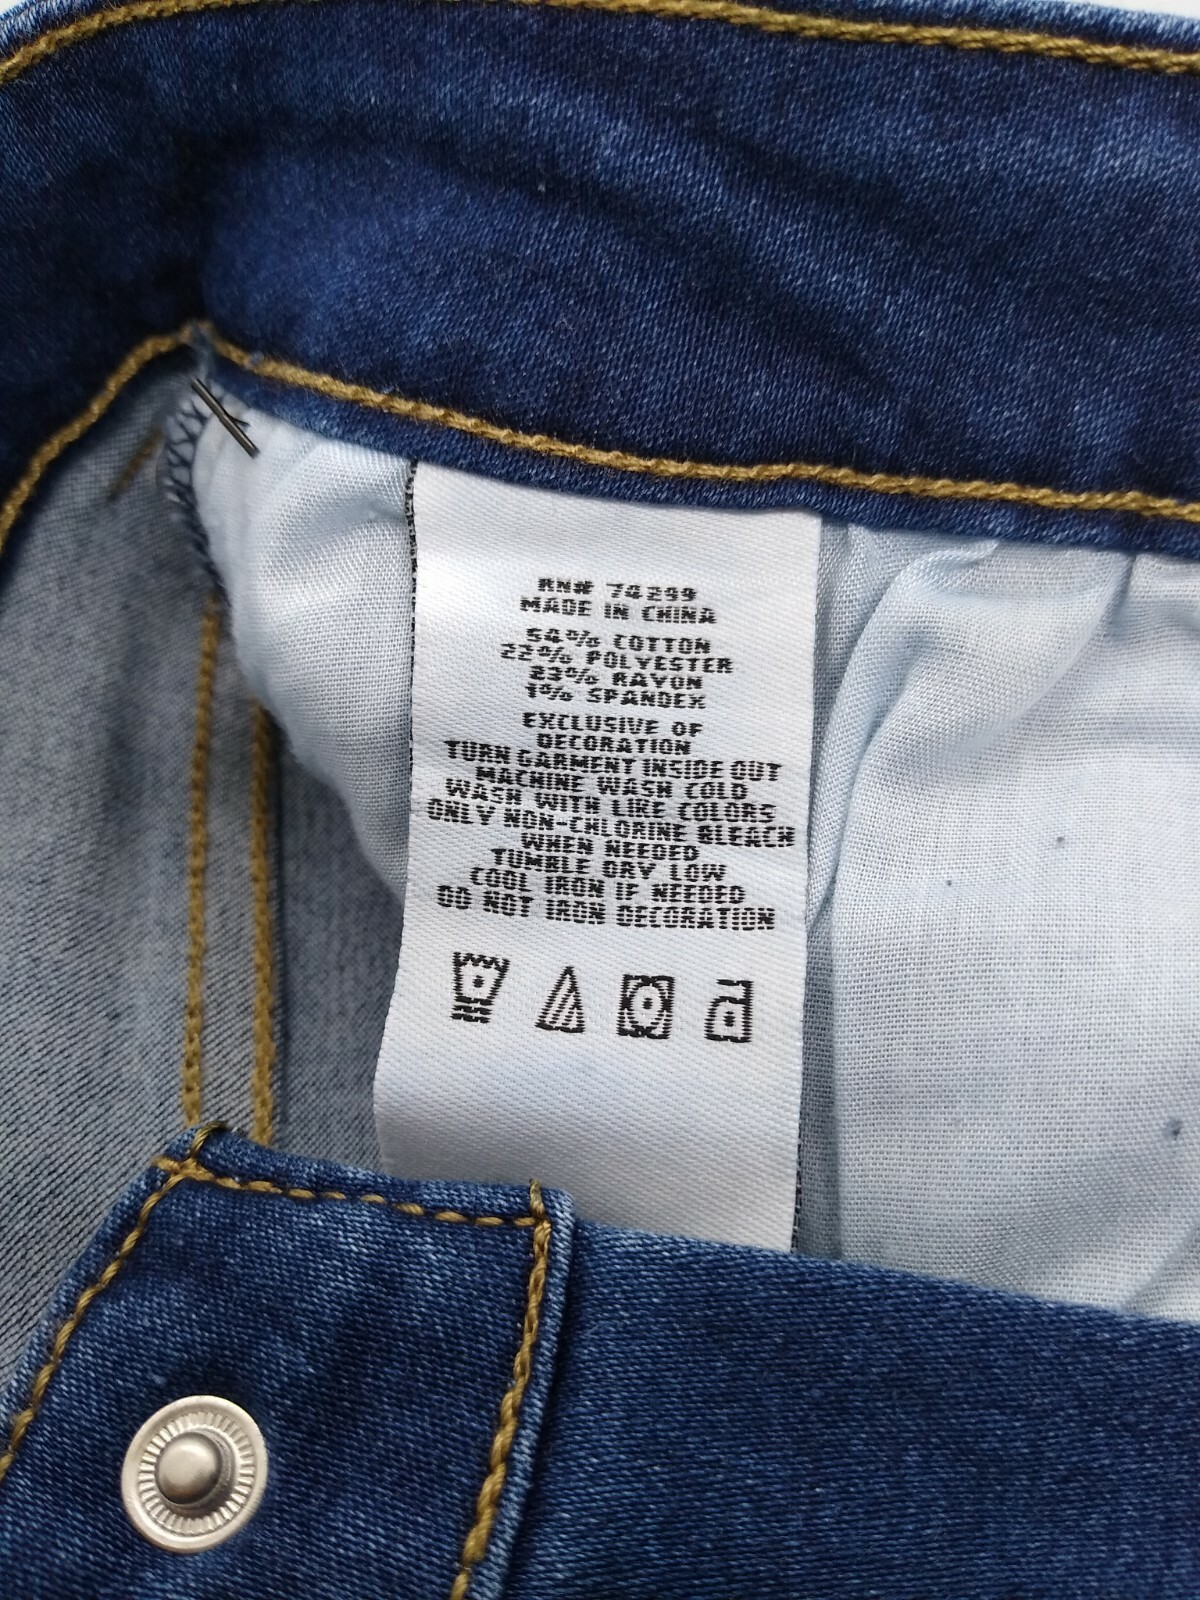 RN# 74299
MADE IN CHINA
54% COTTON
22% POLYESTER
23% RAYON
1% SPANDEX
EXCLUSIVE OF
DECORATION
TURN GARMENT INSIDE OUT
MACHINE WASH COLD
WASH WITH LIKE COLORS
ONLY NON-CHLORINE BLEACH
WHEN NEEDED
TUMBLE DRY LOW
COOL IRON IF NEEDED
DO NOT IRON DECORATION